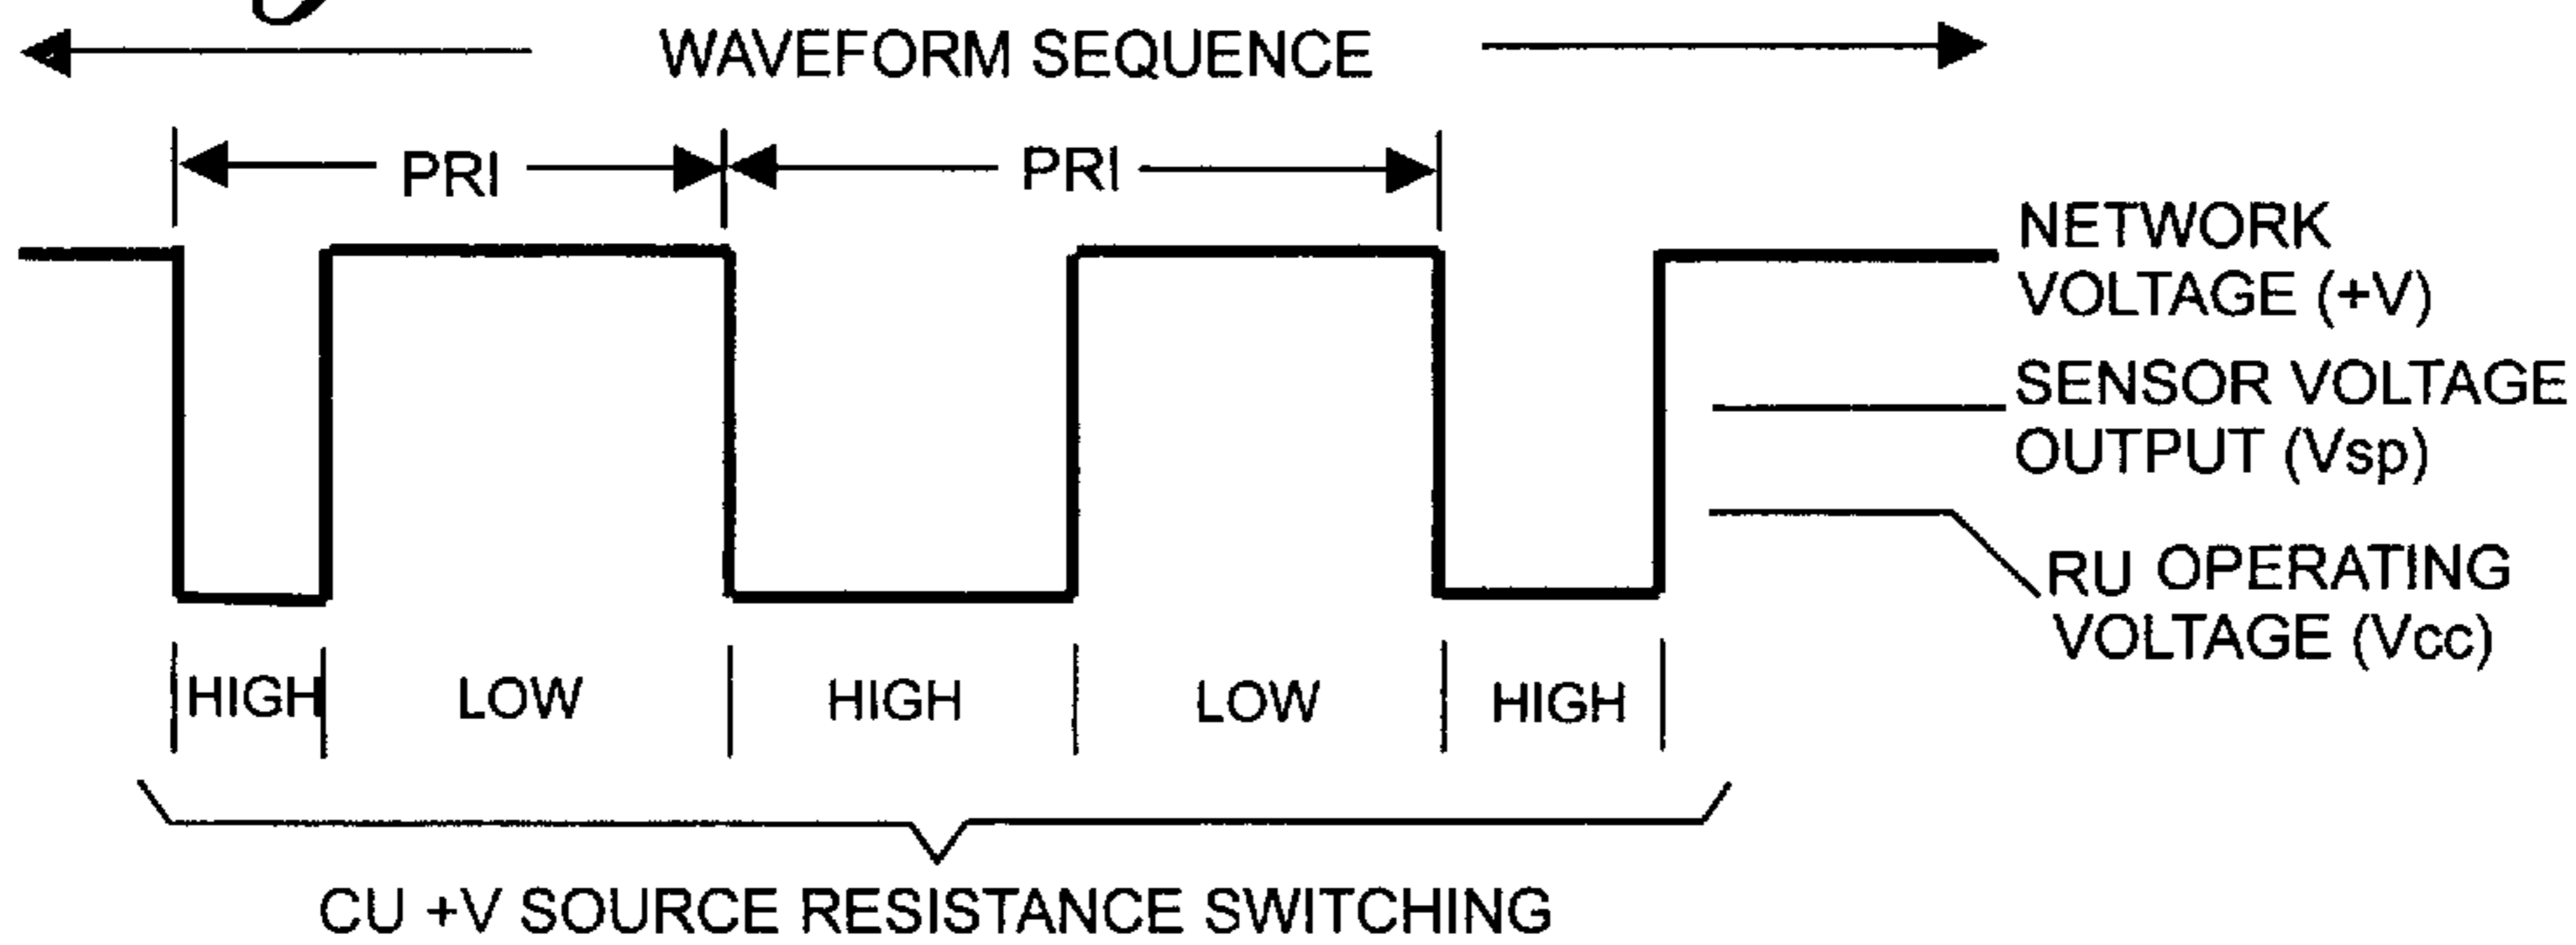 WAVEFORM SEQUENCE
PRI
PRI
NETWORK
VOLTAGE (+V)
SENSOR VOLTAGE
OUTPUT (Vsp)
RU OPERATING
VOLTAGE (Vcc)
HIGH
LOW
HIGH
LOW
HIGH
CU +V SOURCE RESISTANCE SWITCHING